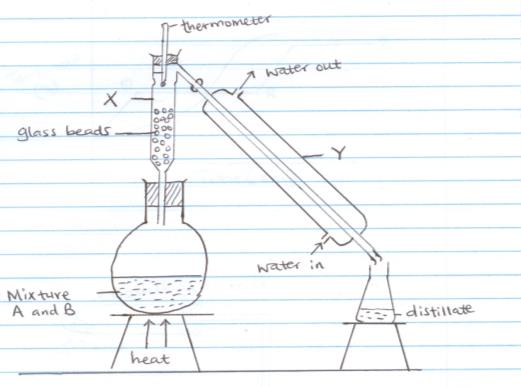 thermometer
water out
X
glass beads
Y
water in
Mixture
A and B
distillate
heat